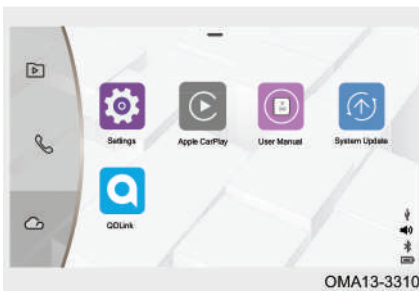 Settings
Apple CarPlay
User Manual
System Update
QDLink
OMA13-3310